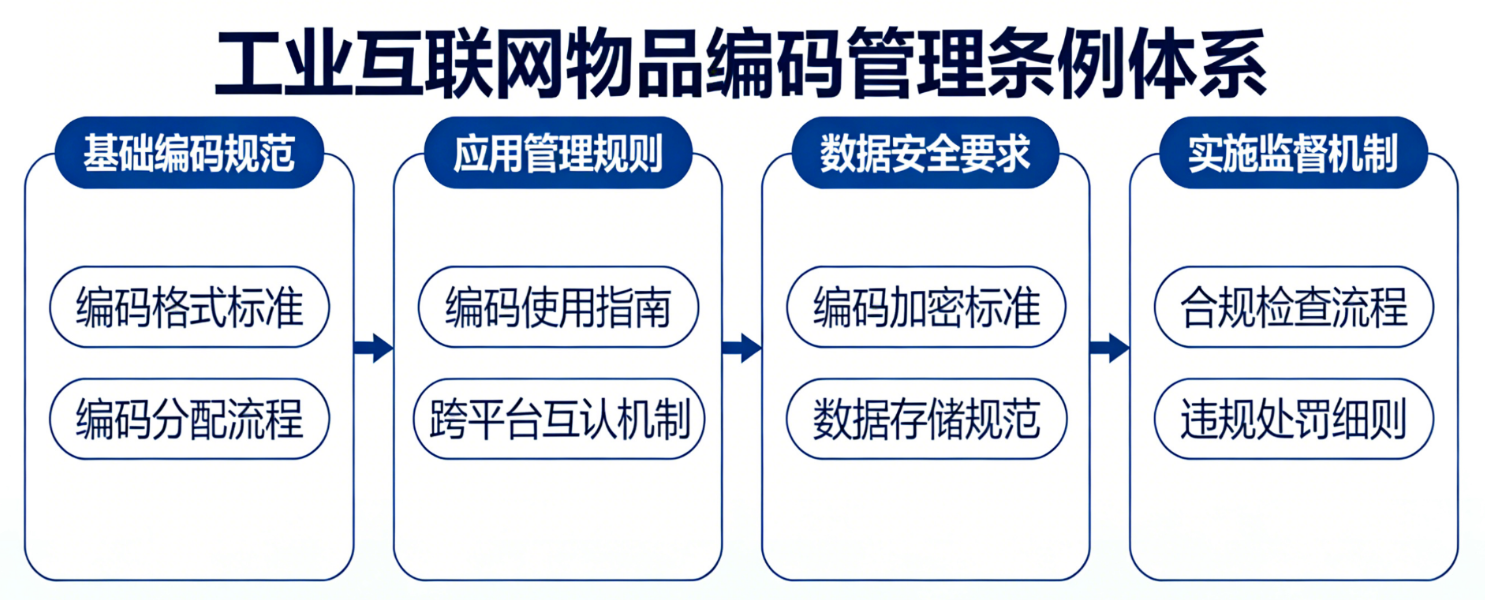 工业互联网物品编码管理条例体系
基础编码规范
编码格式标准
编码分配流程
应用管理规则
编码使用指南
跨平台互认机制
数据安全要求
编码加密标准
数据存储规范
实施监督机制
合规检查流程
违规处罚细则